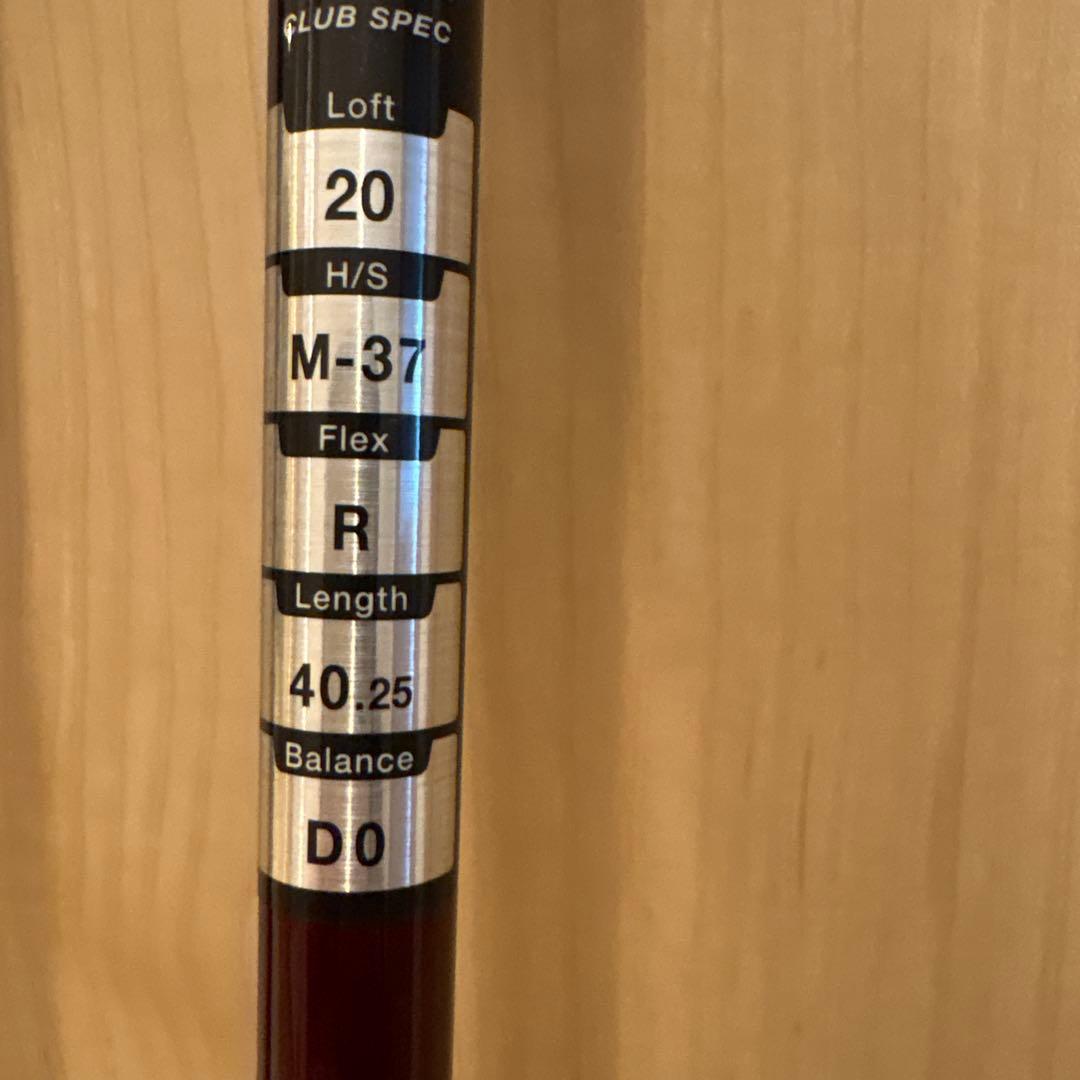 CLUB SPEC
Loft
20
H/S
M-37
Flex
R
Length
40.25
Balance
D0